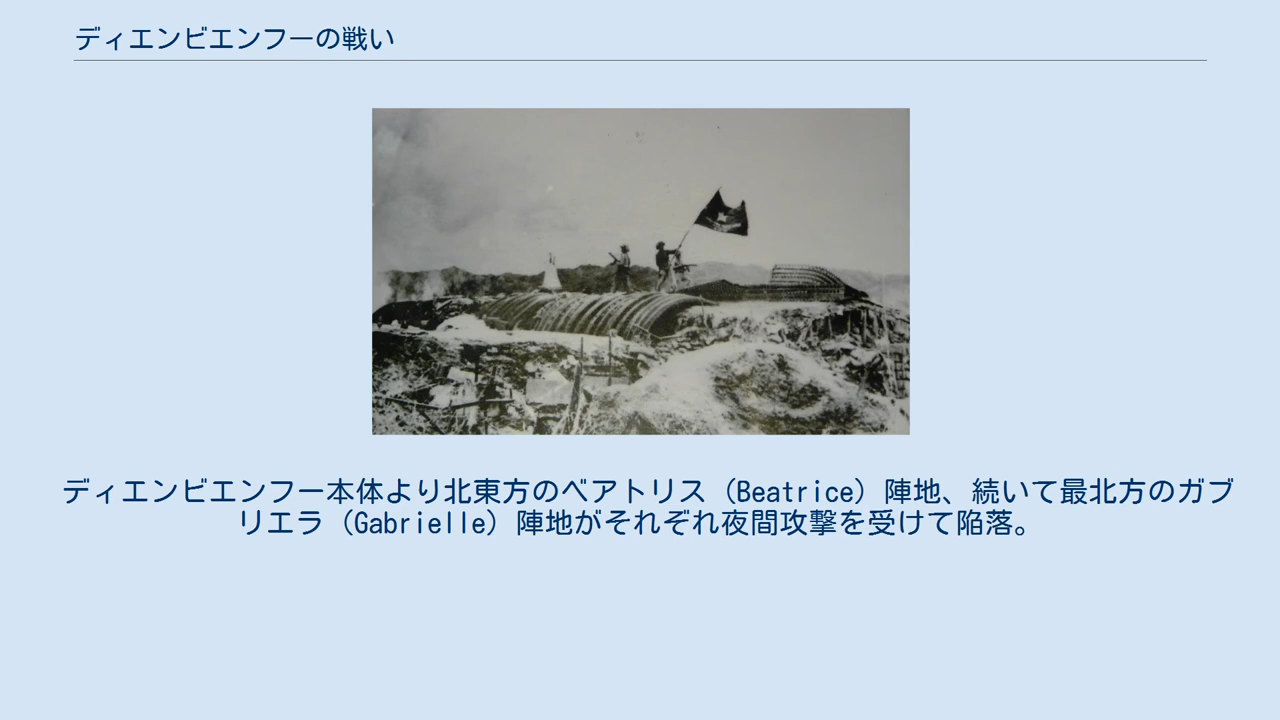 ディエンビエンフーの戦い
ディエンビエンフー本体より北東方のベアトリス（Beatrice）陣地、続いて最北方のガブ
リエラ（Gabrielle）陣地がそれぞれ夜間攻撃を受けて陥落。